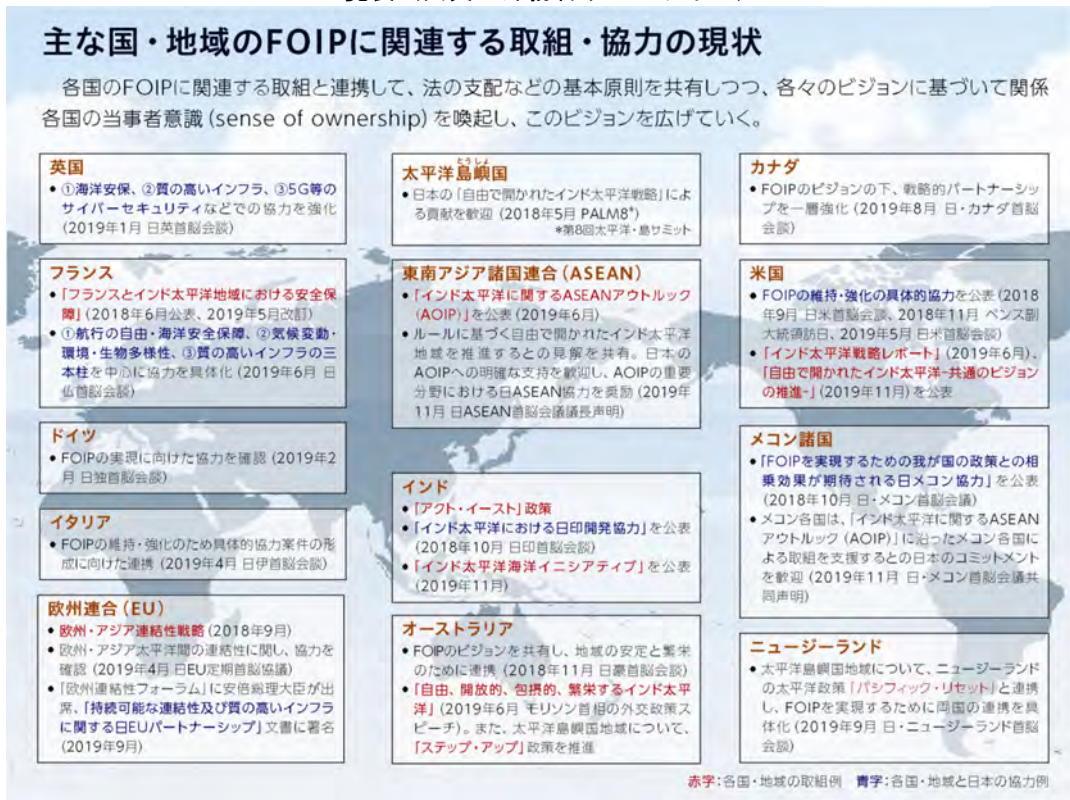 主な国・地域のFOIPに関連する取組・協力の現状
各国のFOIPに関連する取組と連携して、法の支配などの基本原則を共有しつつ、各々のビジョンに基づいて関係
各国の当事者意識(sense of ownership)を喚起し、このビジョンを広げていく。
英国
• ①海洋安保、②質の高いインフラ、③5G等の
サイバーセキュリティなどでの協力を強化
(2019年1月 日英首脳会談)
フランス
• 「フランスとインド太平洋地域における安全保
障」(2018年6月公表、2019年5月改訂)
• ①航行の自由・海洋安全保障、②気候変動・
環境・生物多様性、③質の高いインフラの三
本柱を中心に協力を具体化(2019年6月 日
仏首脳会談)
ドイツ
• FOIPの実現に向けた協力を確認(2019年2
月 日独首脳会談)
イタリア
• FOIPの維持・強化のため具体的協力案件の形
成に向けた連携(2019年4月 日伊首脳会談)
欧州連合(EU)
• 欧州・アジア連結性戦略(2018年9月)
• 欧州・アジア太平洋間の連結性に関し、協力を
確認(2019年4月 日EU定期首脳協議)
• 「欧州連結性フォーラム」に安倍総理大臣が出
席、「持続可能な連結性及び質の高いインフラ
に関する日EUパートナーシップ」文書に署名
(2019年9月)
太平洋島嶼国
とうしょ
• 日本の「自由で開かれたインド太平洋戦略」によ
る貢献を歓迎(2018年5月 PALM8*)
*第8回太平洋・島サミット
東南アジア諸国連合(ASEAN)
• 「インド太平洋に関するASEANアウトルック
(AOIP)」を公表(2019年6月)
• ルールに基づく自由で開かれたインド太平洋
地域を推進するとの見解を共有。日本の
AOIPへの明確な支持を歓迎し、AOIPの重要
分野における日ASEAN協力を奨励(2019年
11月 日ASEAN首脳会議議長声明)
インド
• 「アクト・イースト」政策
• 「インド太平洋における日印開発協力」を公表
(2018年10月 日印首脳会談)
• 「インド太平洋海洋イニシアティブ」を公表
(2019年11月)
オーストラリア
• FOIPのビジョンを共有し、地域の安定と繁栄
のために連携(2018年11月 日豪首脳会談)
• 「自由、開放的、包摂的、繁栄するインド太平
洋」(2019年6月 モリソン首相の外交政策ス
ピーチ)。また、太平洋島嶼国地域について、
「ステップ・アップ」政策を推進
カナダ
• FOIPのビジョンの下、戦略的パートナーシッ
プを一層強化(2019年8月 日・カナダ首脳
会談)
米国
• FOIPの維持・強化の具体的協力を公表(2018
年9月 日米首脳会談、2018年11月 ペンス副
大統領訪日、2019年5月 日米首脳会談)
• 「インド太平洋戦略レポート」(2019年6月)、
「自由で開かれたインド太平洋-共通のビジョン
の推進-」(2019年11月)を公表
メコン諸国
• 「FOIPを実現するための我が国の政策との相
乗効果が期待される日メコン協力」を公表
(2018年10月 日・メコン首脳会議)
• メコン各国は、「インド太平洋に関するASEAN
アウトルック(AOIP)」に沿ったメコン各国に
よる取組を支援するとの日本のコミットメント
を歓迎(2019年11月 日・メコン首脳会議共
同声明)
ニュージーランド
• 太平洋島嶼国地域について、ニュージーランド
の太平洋政策「パシフィック・リセット」と連携
し、FOIPを実現するために両国の連携を具
体化(2019年9月 日・ニュージーランド首脳
会談)
赤字:各国・地域の取組例 青字:各国・地域と日本の協力例